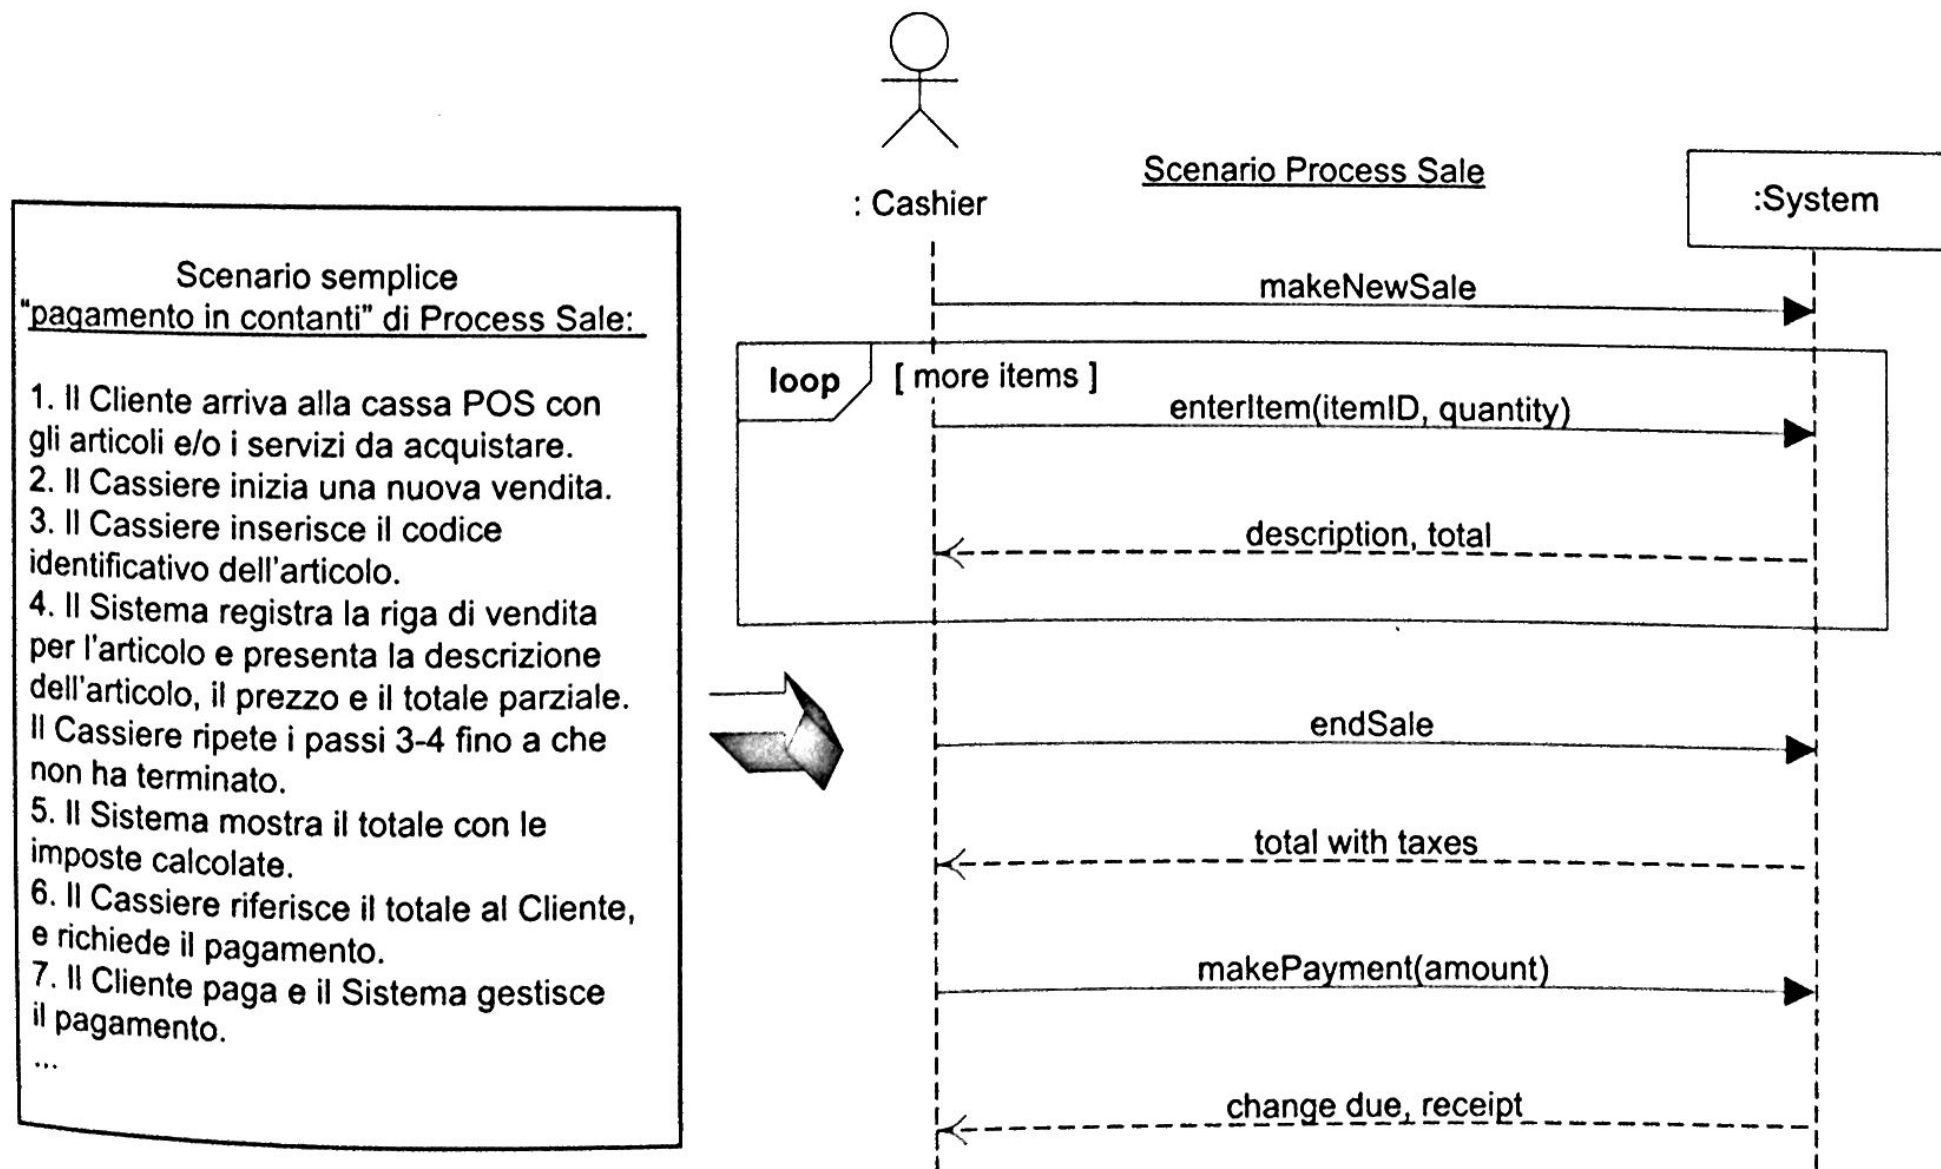 Scenario semplice
"pagamento in contanti" di Process Sale:
1. Il Cliente arriva alla cassa POS con
gli articoli e/o i servizi da acquistare.
2. Il Cassiere inizia una nuova vendita.
3. Il Cassiere inserisce il codice
identificativo dell'articolo.
4. Il Sistema registra la riga di vendita
per l'articolo e presenta la descrizione
dell'articolo, il prezzo e il totale parziale.
Il Cassiere ripete i passi 3-4 fino a che
non ha terminato.
5. Il Sistema mostra il totale con le
imposte calcolate.
6. Il Cassiere riferisce il totale al Cliente,
e richiede il pagamento.
7. Il Cliente paga e il Sistema gestisce
il pagamento.
...
: Cashier
Scenario Process Sale
:System
makeNewSale
loop
[ more items ]
enterItem(itemID, quantity)
description, total
endSale
total with taxes
makePayment(amount)
change due, receipt